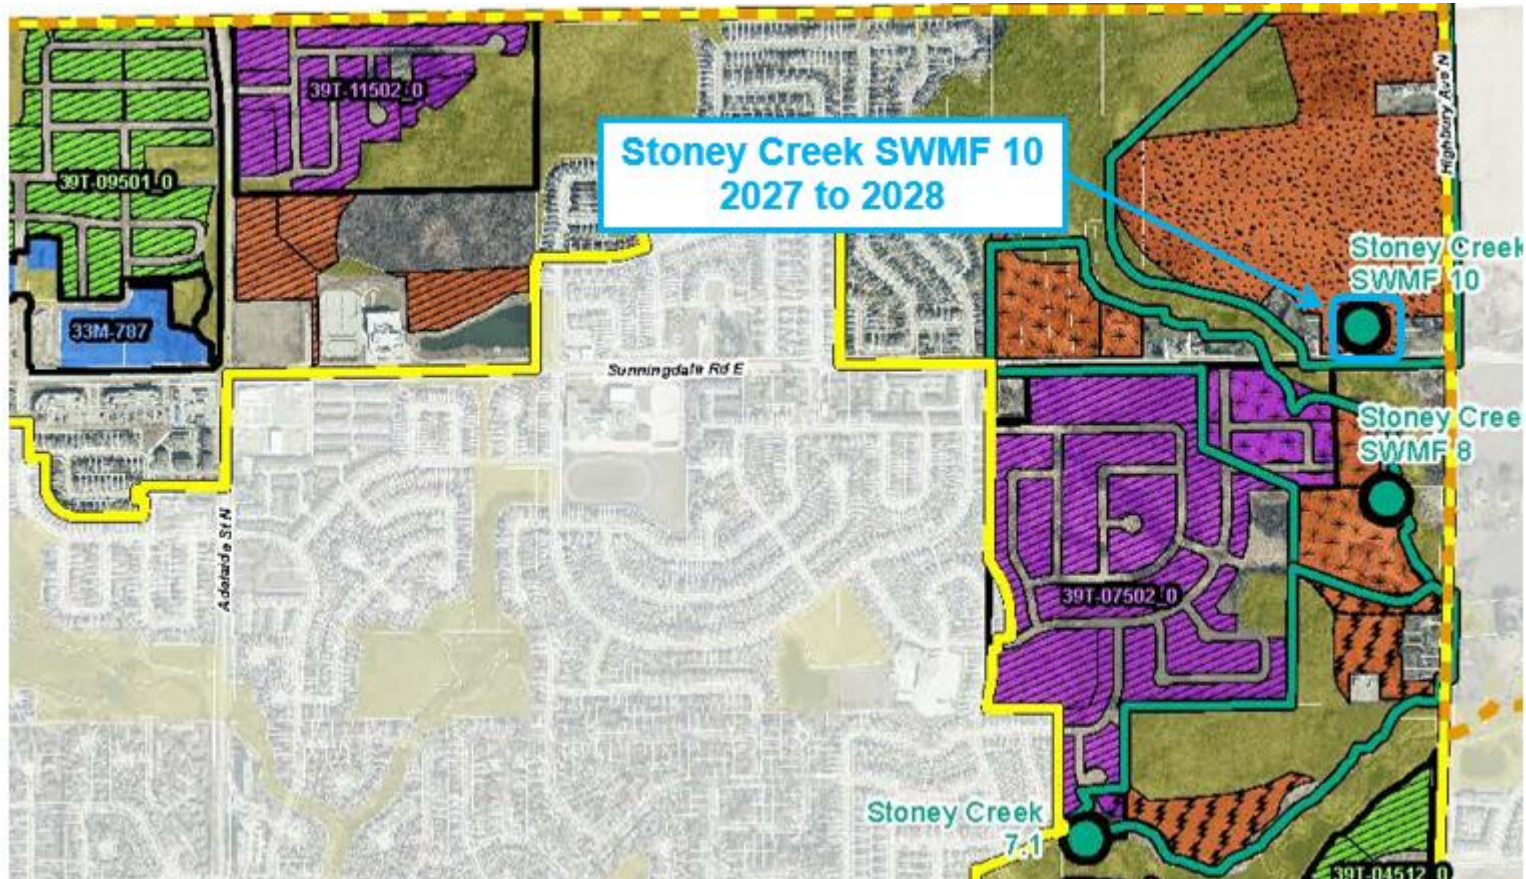 Highbury Ave N
39T-11502_0
Stoney Creek SWMF 10
2027 to 2028
39T-09501_0
Stoney Creek
SWMF 10
33M-787
Sunningdale Rd E
Stoney Cree
SWMF 8
Adelaide St N
39T-07502_0
Stoney Creek
7.1
39T-04512_0